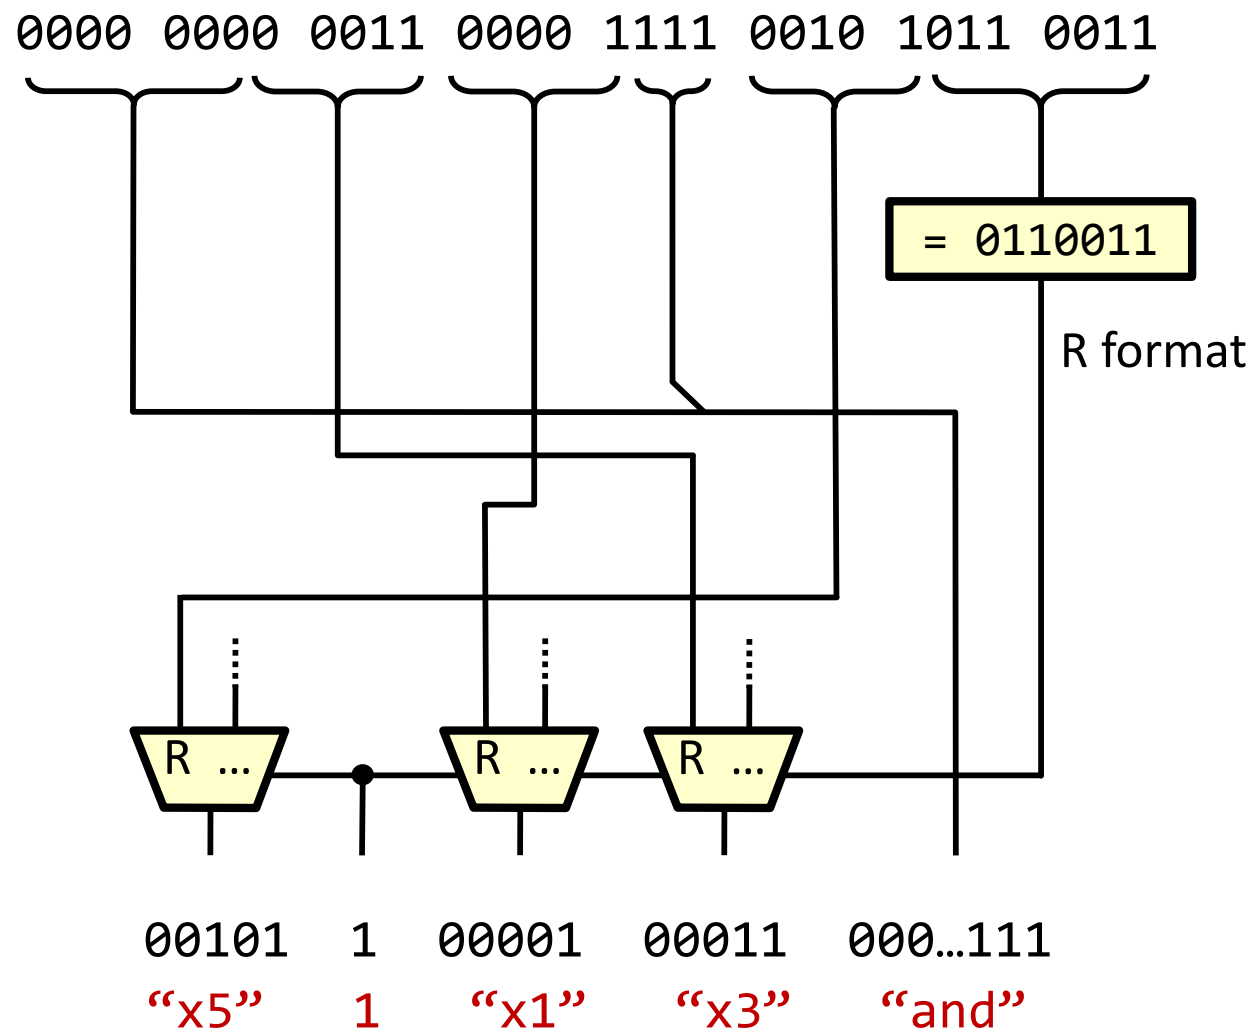 0000 0000 0011 0000 1111 0010 1011 0011
= 0110011
R format
R ... R ... R ...
00101 1 00001 00011 000…111
“x5” 1 “x1” “x3” “and”